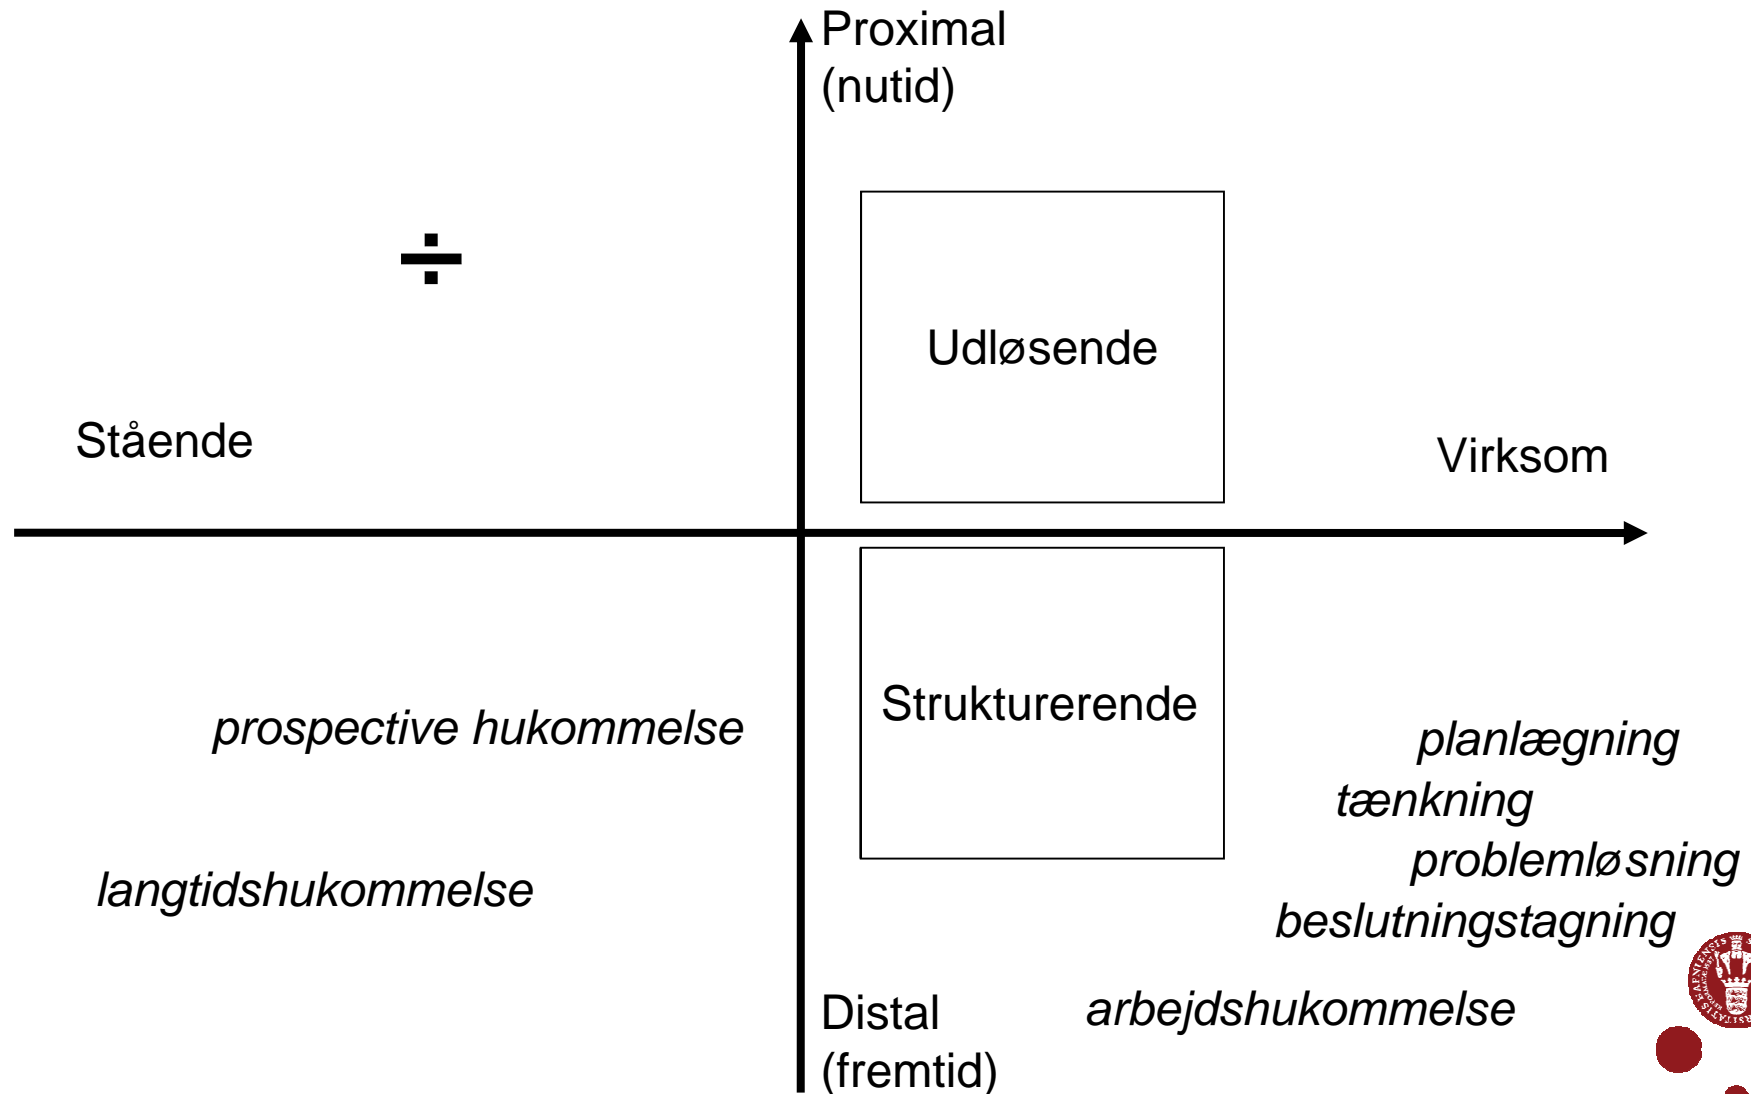 Proximal
(nutid)
÷
Udløsende
Stående
Virksom
Strukturerende
prospective hukommelse
planlægning
tænkning
problemløsning
langtidshukommelse
beslutningstagning
Distal
(fremtid)
arbejdshukommelse